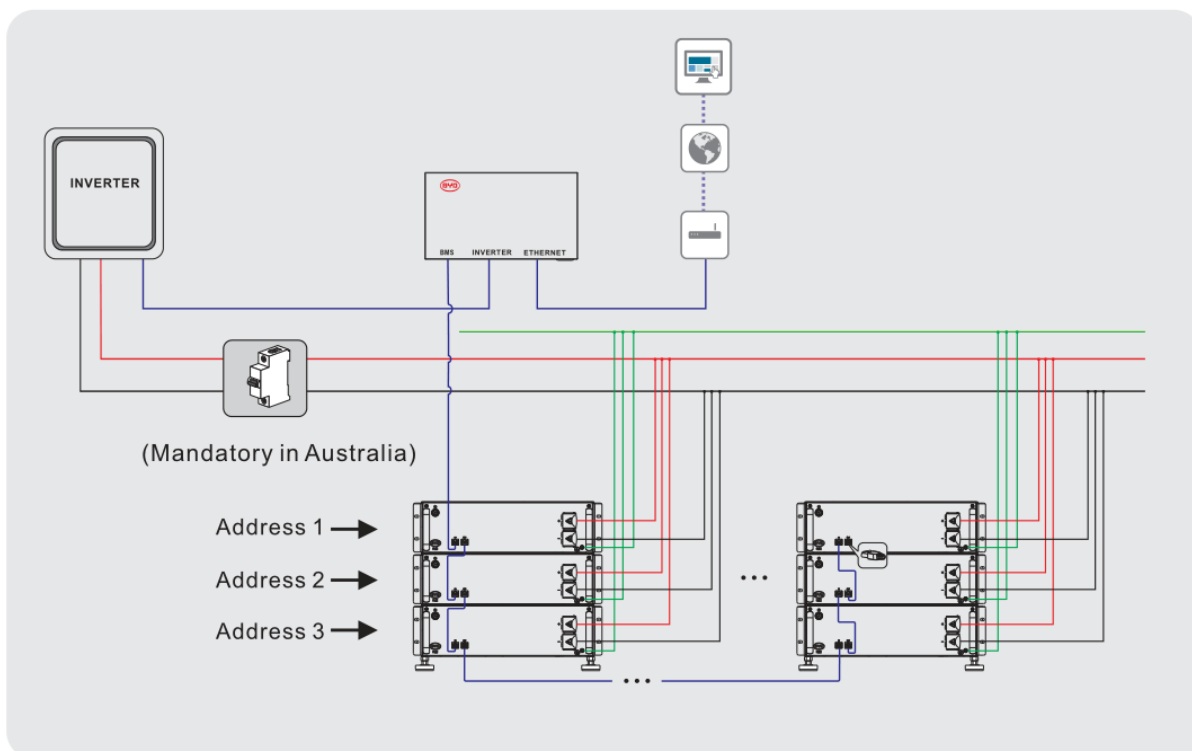 INVERTER
BYD
BMS INVERTER ETHERNET
(Mandatory in Australia)
Address 1
Address 2
Address 3